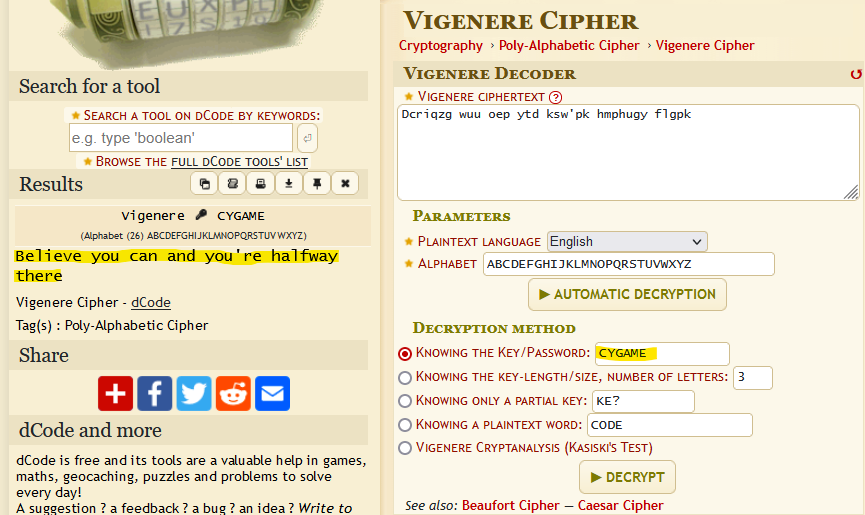 Search for a tool
★ Search a tool on dCode by keywords:
e.g. type 'boolean'
★ Browse the full dCode tools' list
Results
Vigenere CYGAME
(Alphabet (26) ABCDEFGHIJKLMNOPQRSTUVWXYZ)
Believe you can and you're halfway
there
Vigenere Cipher - dCode
Tag(s) : Poly-Alphabetic Cipher
Share
dCode and more
dCode is free and its tools are a valuable help in games,
maths, geocaching, puzzles and problems to solve
every day!
A suggestion ? a feedback ? a bug ? an idea ? Write to
Vigenere Cipher
Cryptography › Poly-Alphabetic Cipher › Vigenere Cipher
Vigenere Decoder
★ Vigenere ciphertext ?
Dcriqzg wuu oep ytd ksw'pk hmphugy flgpk
Parameters
★ Plaintext language English
★ Alphabet ABCDEFGHIJKLMNOPQRSTUVWXYZ
▶ AUTOMATIC DECRYPTION
Decryption method
Knowing the Key/Password: CYGAME
Knowing the key-length/size, number of letters: 3
Knowing only a partial key: KE?
Knowing a plaintext word: CODE
Vigenere Cryptanalysis (Kasiski's Test)
▶ DECRYPT
See also: Beaufort Cipher — Caesar Cipher